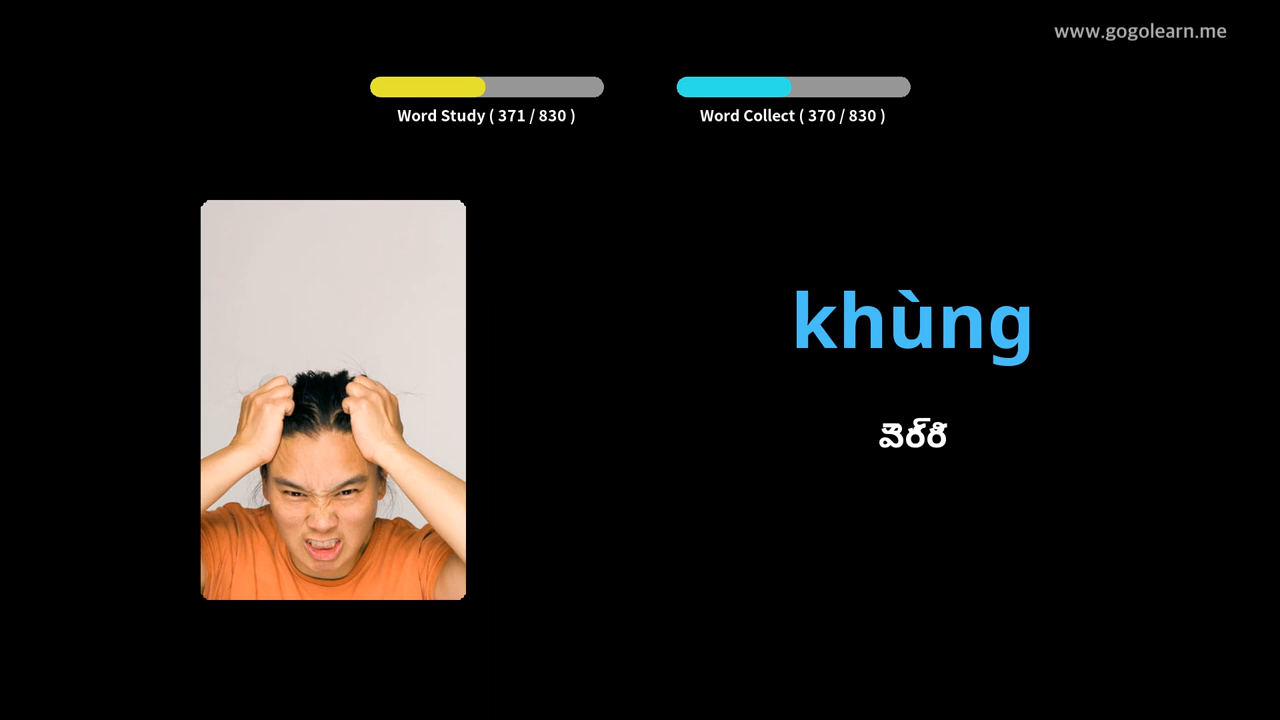 www.gogolearn.me
Word Study ( 371 / 830 )
Word Collect ( 370 / 830 )
khùng
వెర్రి